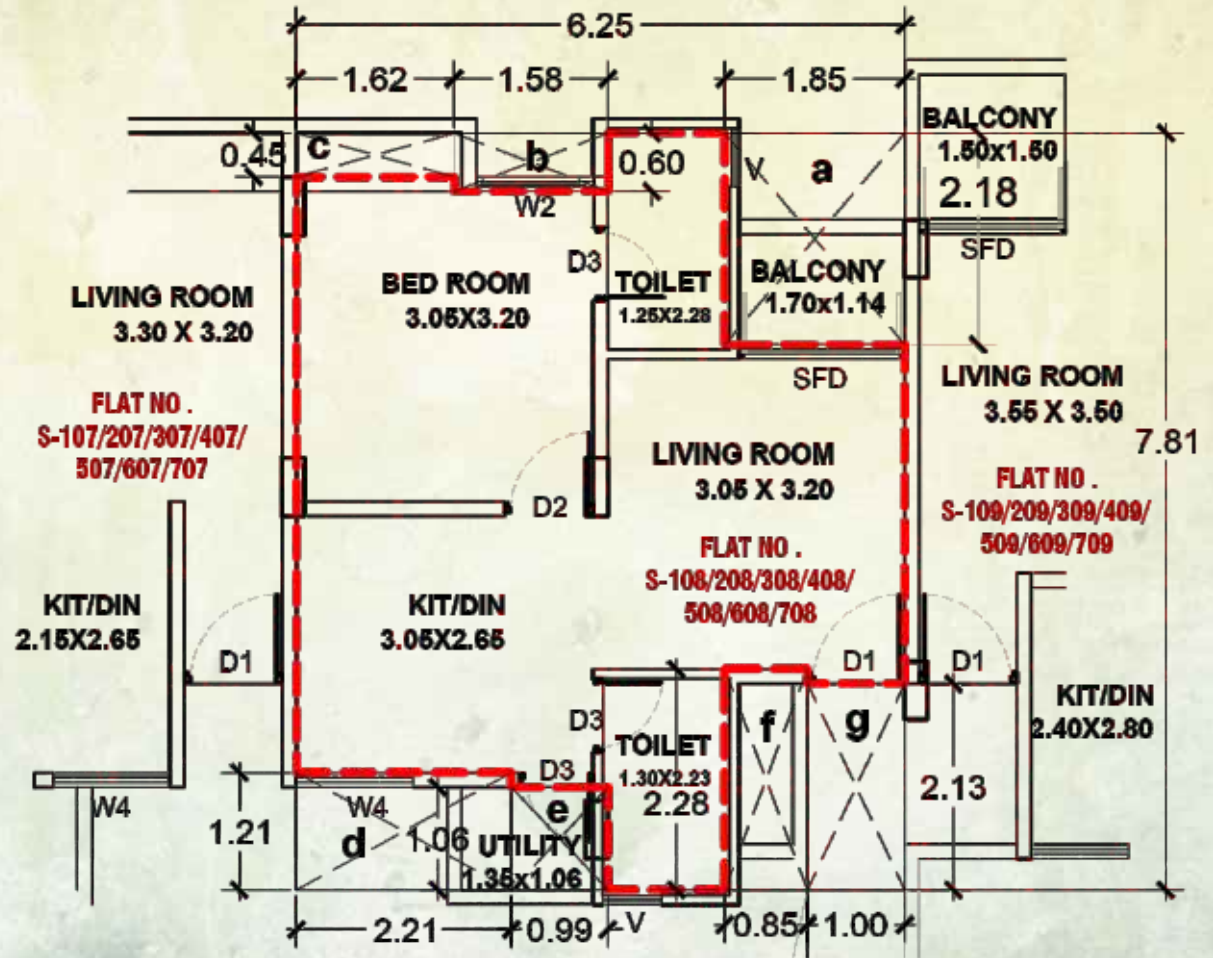 6.25
1.62
1.58
1.85
0.45
c
b
0.60
V
a
BALCONY
1.50x1.50
2.18
W2
SFD
D3
LIVING ROOM
3.30 X 3.20
BED ROOM
3.05X3.20
TOILET
1.25X2.28
BALCONY
1.70x1.14
SFD
LIVING ROOM
3.55 X 3.50
7.81
FLAT NO .
S-107/207/307/407/
507/607/707
LIVING ROOM
3.05 X 3.20
FLAT NO .
S-109/209/309/409/
509/609/709
D2
FLAT NO .
S-108/208/308/408/
508/608/708
KIT/DIN
2.15X2.65
KIT/DIN
3.05X2.65
D1
D1
D1
KIT/DIN
2.40X2.80
D3
TOILET
1.30X2.23
2.28
f
g
2.13
D3
W4
W4
1.21
d
1.06
e
UTILITY
1.35x1.06
2.21
0.99
V
0.85
1.00